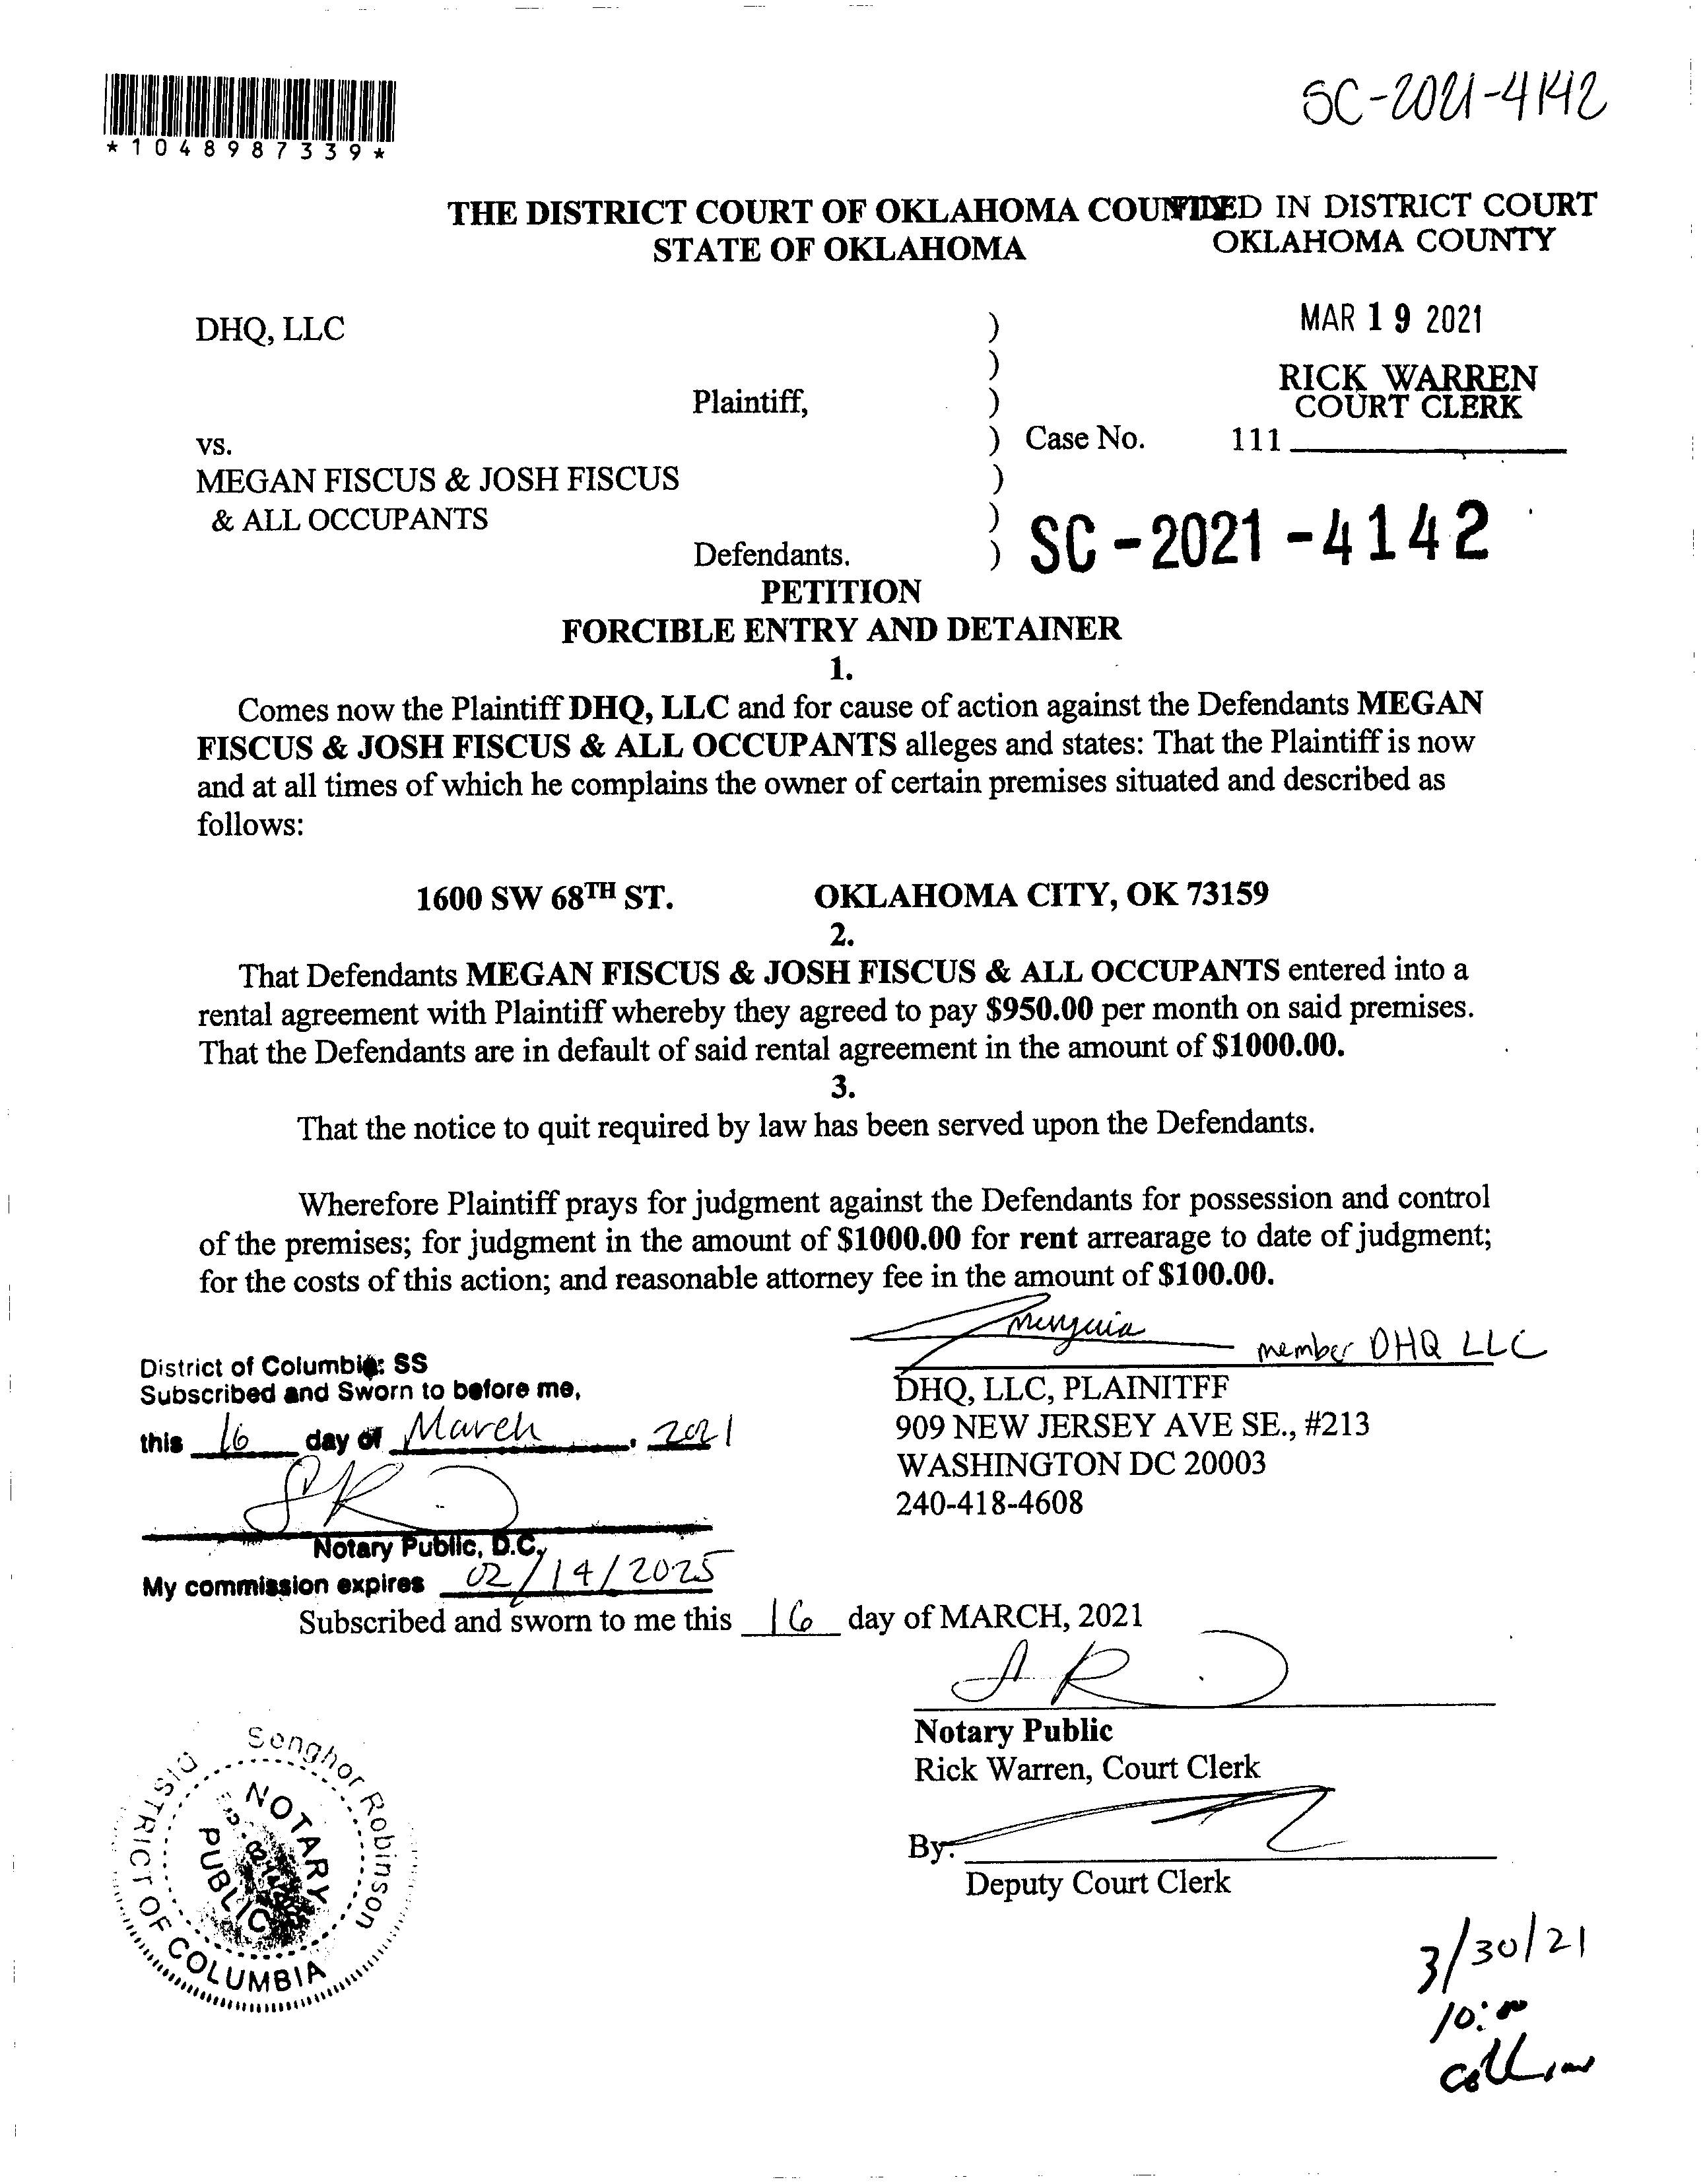 *1048987339*
SC-2021-4142
THE DISTRICT COURT OF OKLAHOMA COUNTY
STATE OF OKLAHOMA
FILED IN DISTRICT COURT
OKLAHOMA COUNTY
MAR 19 2021
RICK WARREN
COURT CLERK
111
DHQ, LLC )
)
Plaintiff, )
vs. ) Case No.
MEGAN FISCUS & JOSH FISCUS )
& ALL OCCUPANTS )
Defendants. )
SC-2021-4142
PETITION
FORCIBLE ENTRY AND DETAINER
1.
Comes now the Plaintiff DHQ, LLC and for cause of action against the Defendants MEGAN
FISCUS & JOSH FISCUS & ALL OCCUPANTS alleges and states: That the Plaintiff is now
and at all times of which he complains the owner of certain premises situated and described as
follows:
1600 SW 68TH ST. OKLAHOMA CITY, OK 73159
2.
That Defendants MEGAN FISCUS & JOSH FISCUS & ALL OCCUPANTS entered into a
rental agreement with Plaintiff whereby they agreed to pay $950.00 per month on said premises.
That the Defendants are in default of said rental agreement in the amount of $1000.00.
3.
That the notice to quit required by law has been served upon the Defendants.
Wherefore Plaintiff prays for judgment against the Defendants for possession and control
of the premises; for judgment in the amount of $1000.00 for rent arrearage to date of judgment;
for the costs of this action; and reasonable attorney fee in the amount of $100.00.
member DHQ LLC
DHQ, LLC, PLAINITFF
909 NEW JERSEY AVE SE., #213
WASHINGTON DC 20003
240-418-4608
District of Columbia: SS
Subscribed and Sworn to before me,
this 16 day of March, 2021
Notary Public, D.C.
My commission expires 02/14/2025
Subscribed and sworn to me this 16 day of MARCH, 2021
Notary Public
Rick Warren, Court Clerk
By:
Deputy Court Clerk
Songhor Robinson
NOTARY
PUBLIC
DISTRICT OF COLUMBIA
3/30/21
10:00
Collins